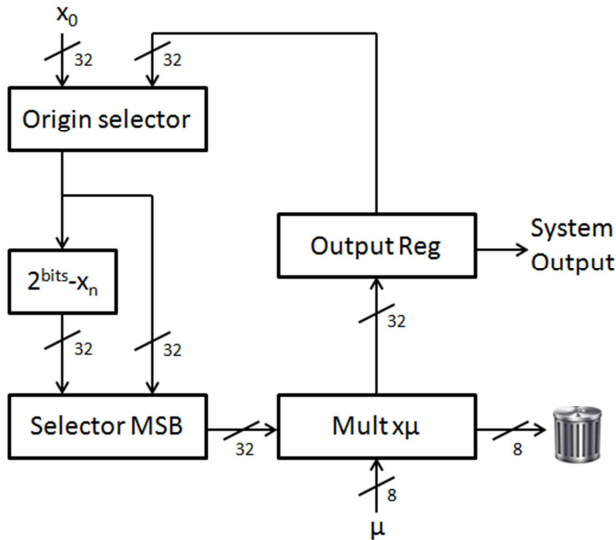 x₀
32
32
Origin selector
Output Reg
System
Output
2ᵇⁱᵗˢ-xₙ
32
32
32
Selector MSB
32
Mult xμ
8
8
μ